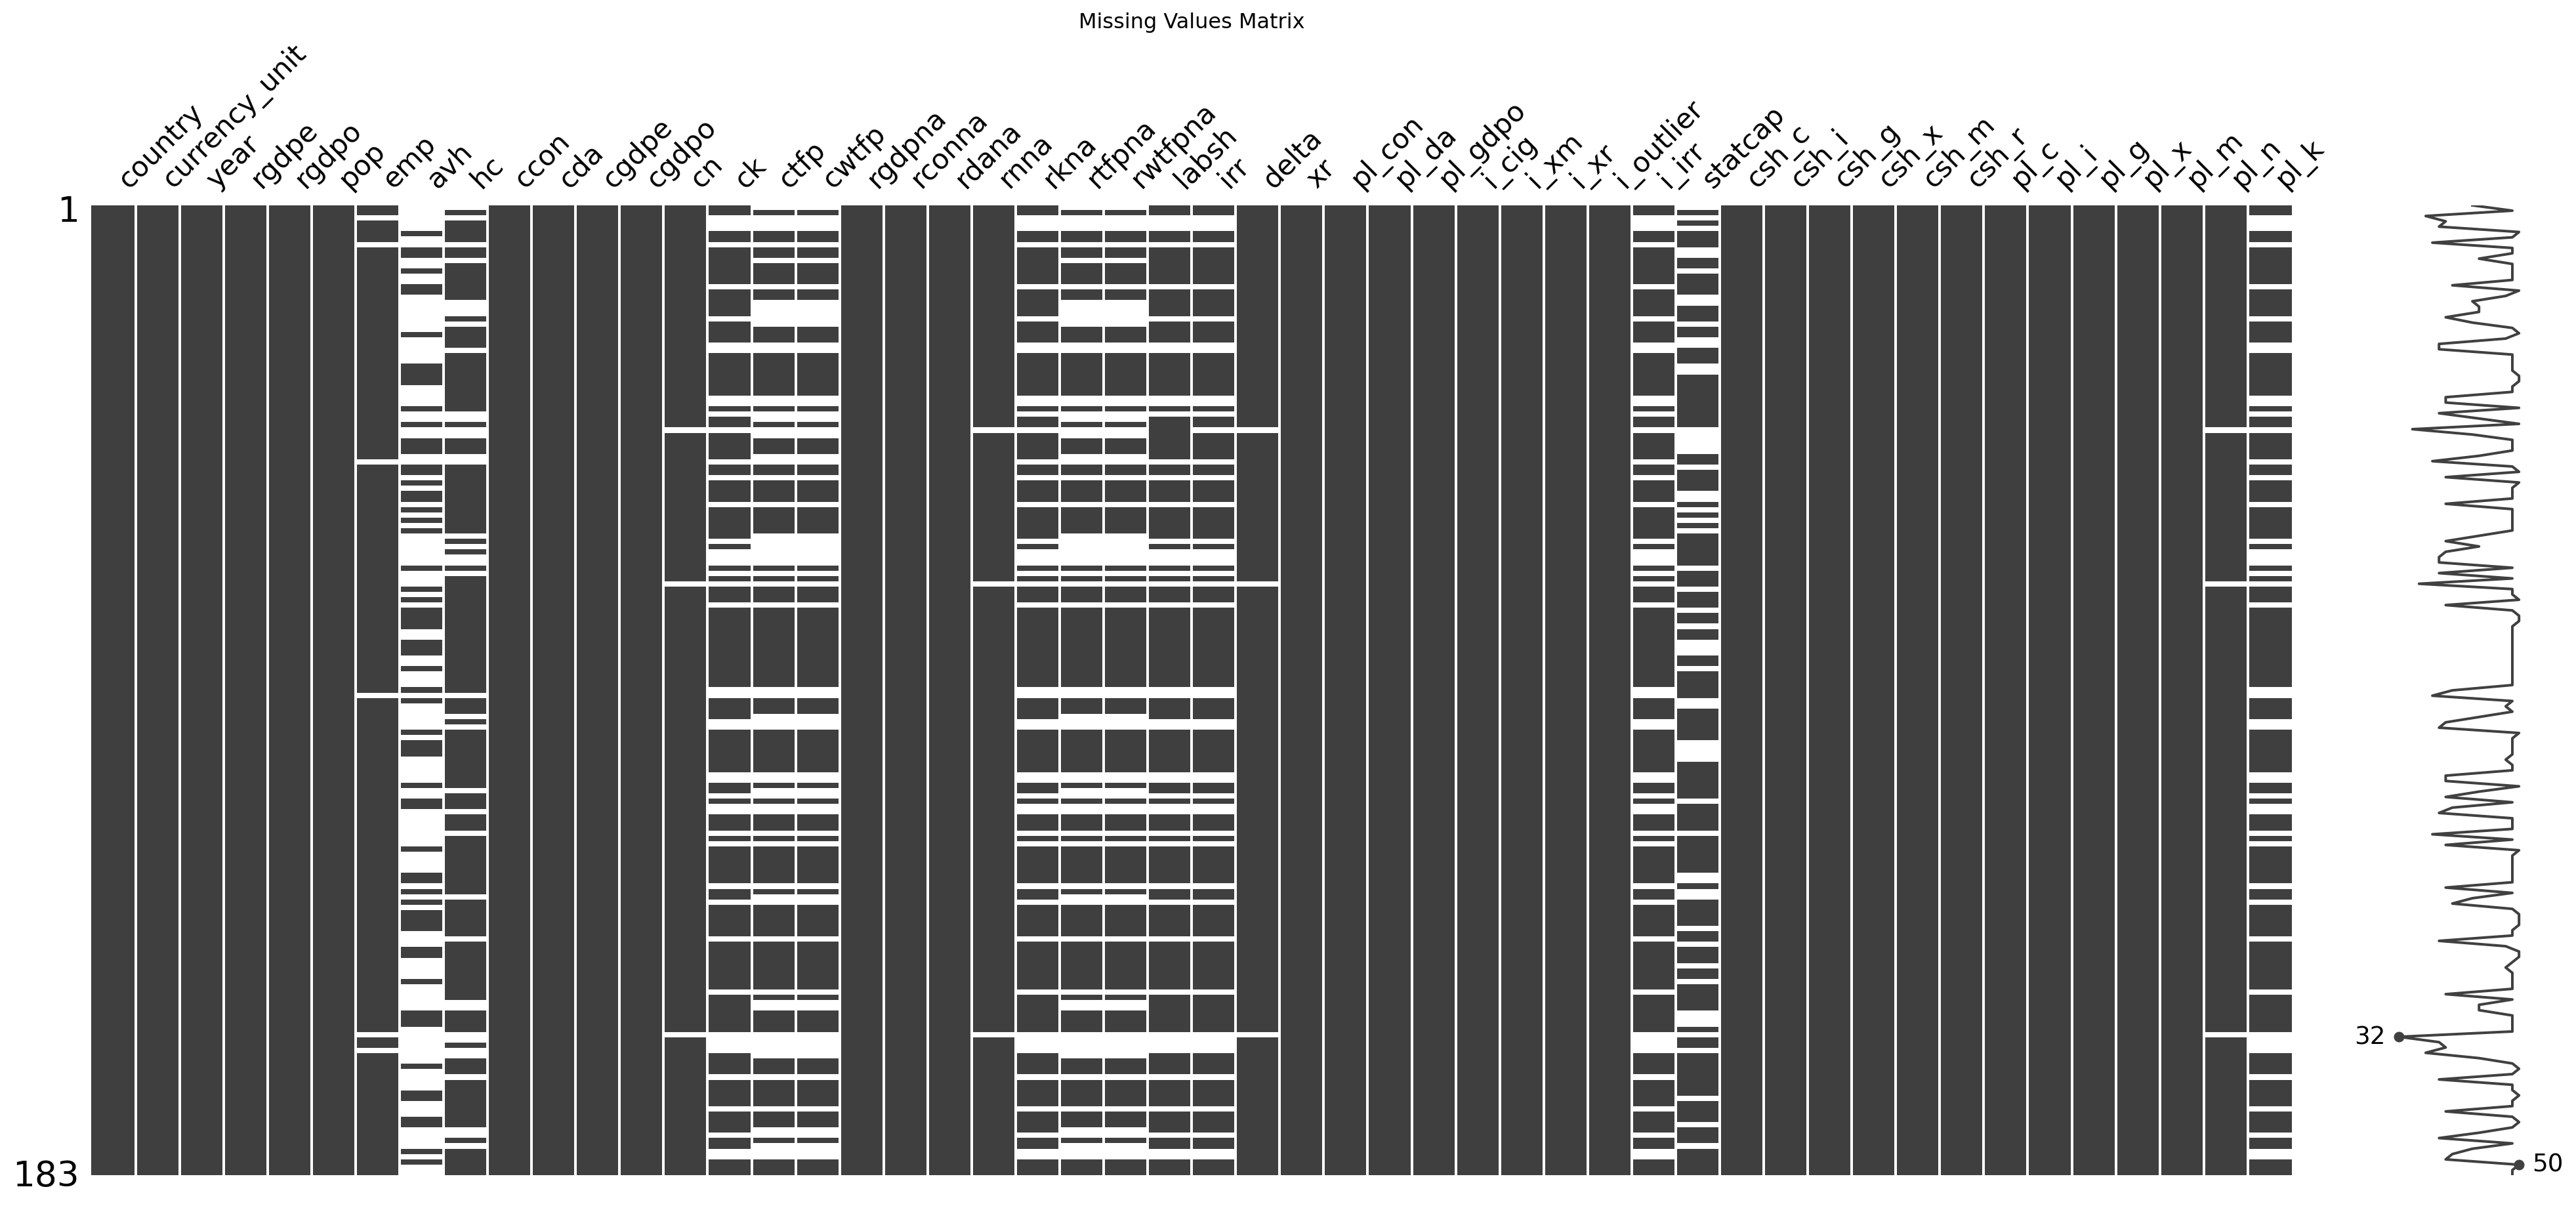 Missing Values Matrix
country
currency_unit
year
rgdpe
rgdpo
pop
emp
avh
hc
ccon
cda
cgdpe
cgdpo
cn
ck
ctfp
cwtfp
rgdpna
rconna
rdana
rnna
rkna
rtfpna
rwtfpna
labsh
irr
delta
xr
pl_con
pl_da
pl_gdpo
i_cig
i_xm
i_xr
i_outlier
i_irr
statcap
csh_c
csh_i
csh_g
csh_x
csh_m
csh_r
pl_c
pl_i
pl_g
pl_x
pl_m
pl_n
pl_k
1
32
50
183